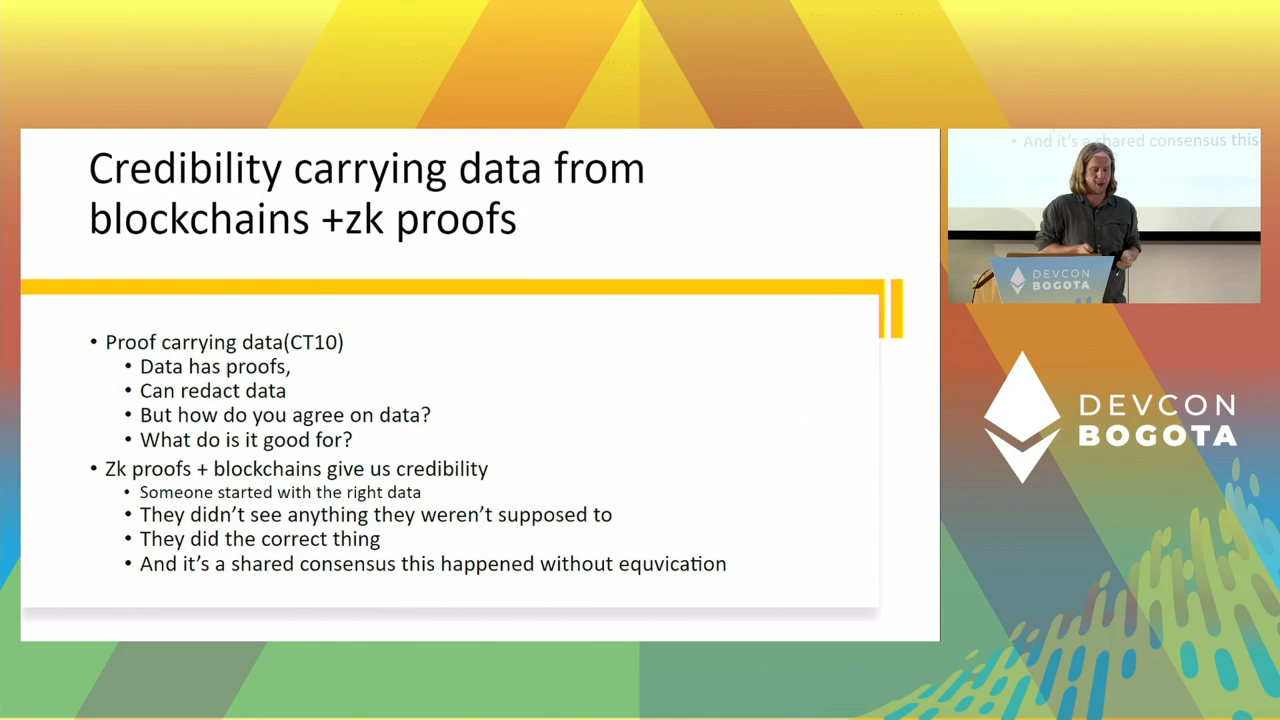 Credibility carrying data from
blockchains +zk proofs
• Proof carrying data(CT10)
• Data has proofs,
• Can redact data
• But how do you agree on data?
• What do is it good for?
• Zk proofs + blockchains give us credibility
• Someone started with the right data
• They didn't see anything they weren't supposed to
• They did the correct thing
• And it's a shared consensus this happened without equvication
• And it's a shared consensus this
DEVCON
BOGOTA
DEVCON
BOGOTA